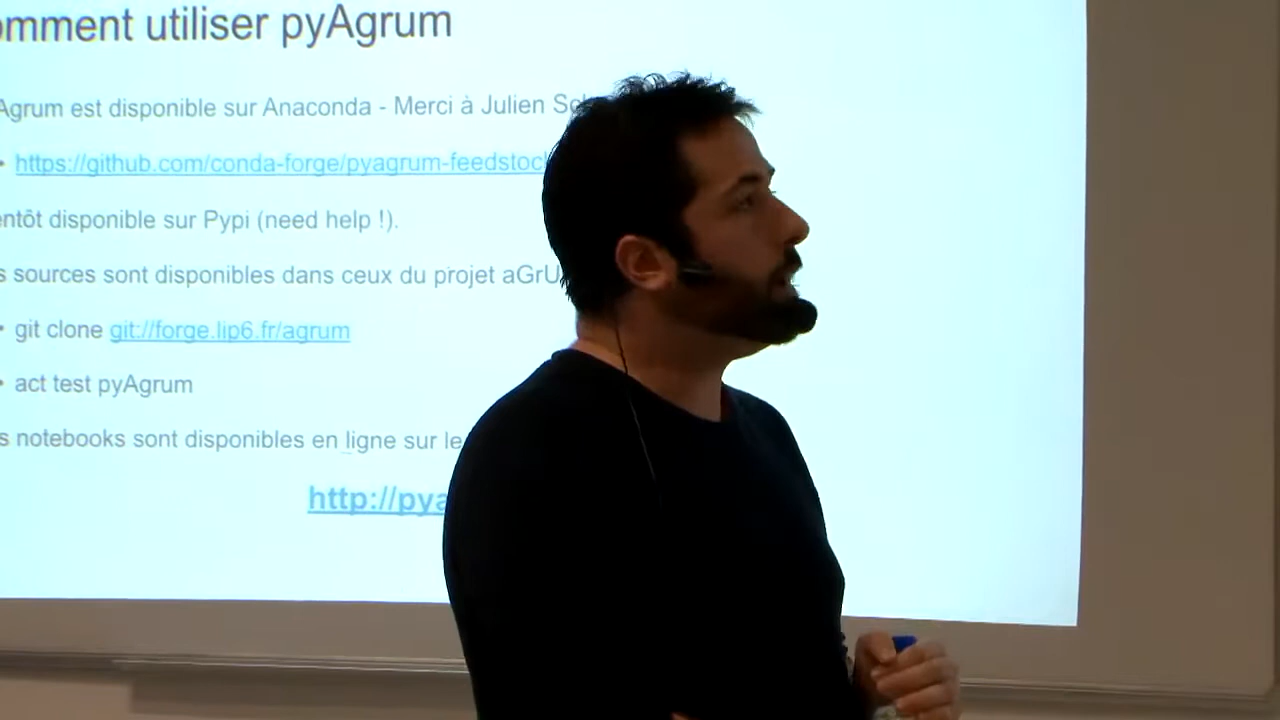 omment utiliser pyAgrum
Agrum est disponible sur Anaconda - Merci à Julien
https://github.com/conda-forge/pyagrum-feedstoc
entôt disponible sur Pypi (need help !).
s sources sont disponibles dans ceux du projet aGrU
git clone git://forge.lip6.fr/agrum
act test pyAgrum
s notebooks sont disponibles en ligne sur le
http://pya